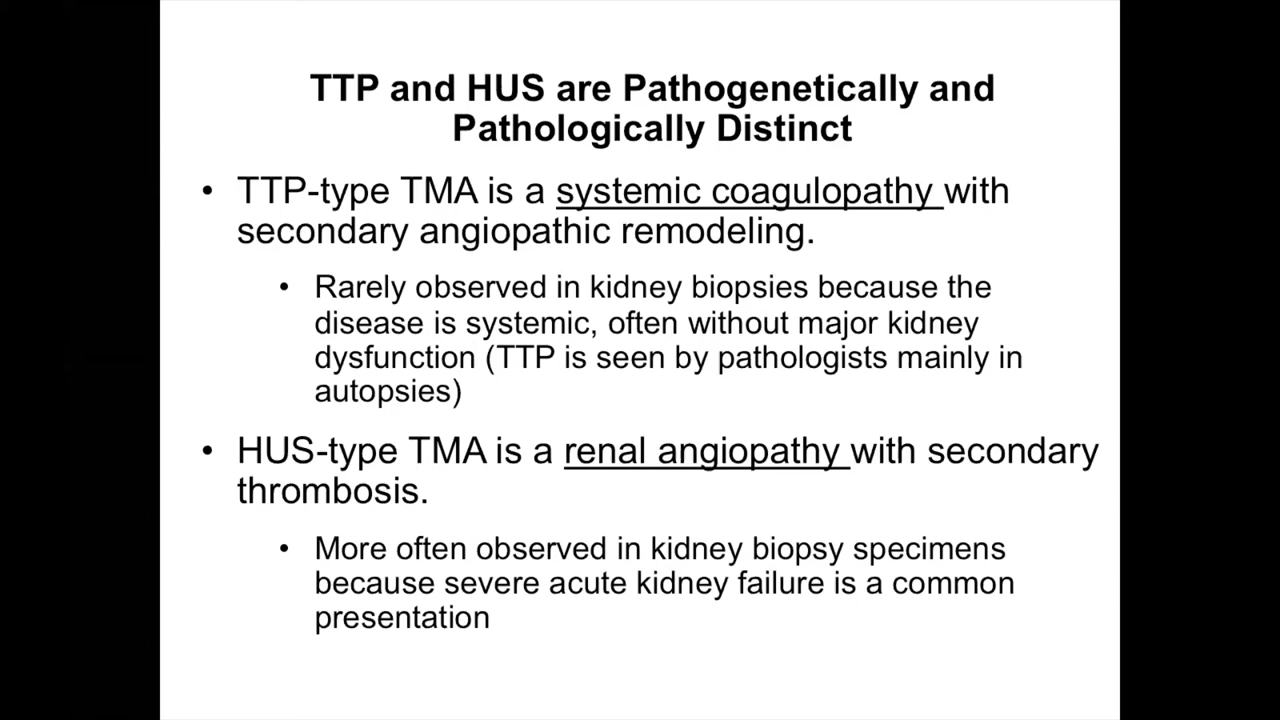 TTP and HUS are Pathogenetically and
Pathologically Distinct
• TTP-type TMA is a systemic coagulopathy with
secondary angiopathic remodeling.
• Rarely observed in kidney biopsies because the
disease is systemic, often without major kidney
dysfunction (TTP is seen by pathologists mainly in
autopsies)
• HUS-type TMA is a renal angiopathy with secondary
thrombosis.
• More often observed in kidney biopsy specimens
because severe acute kidney failure is a common
presentation